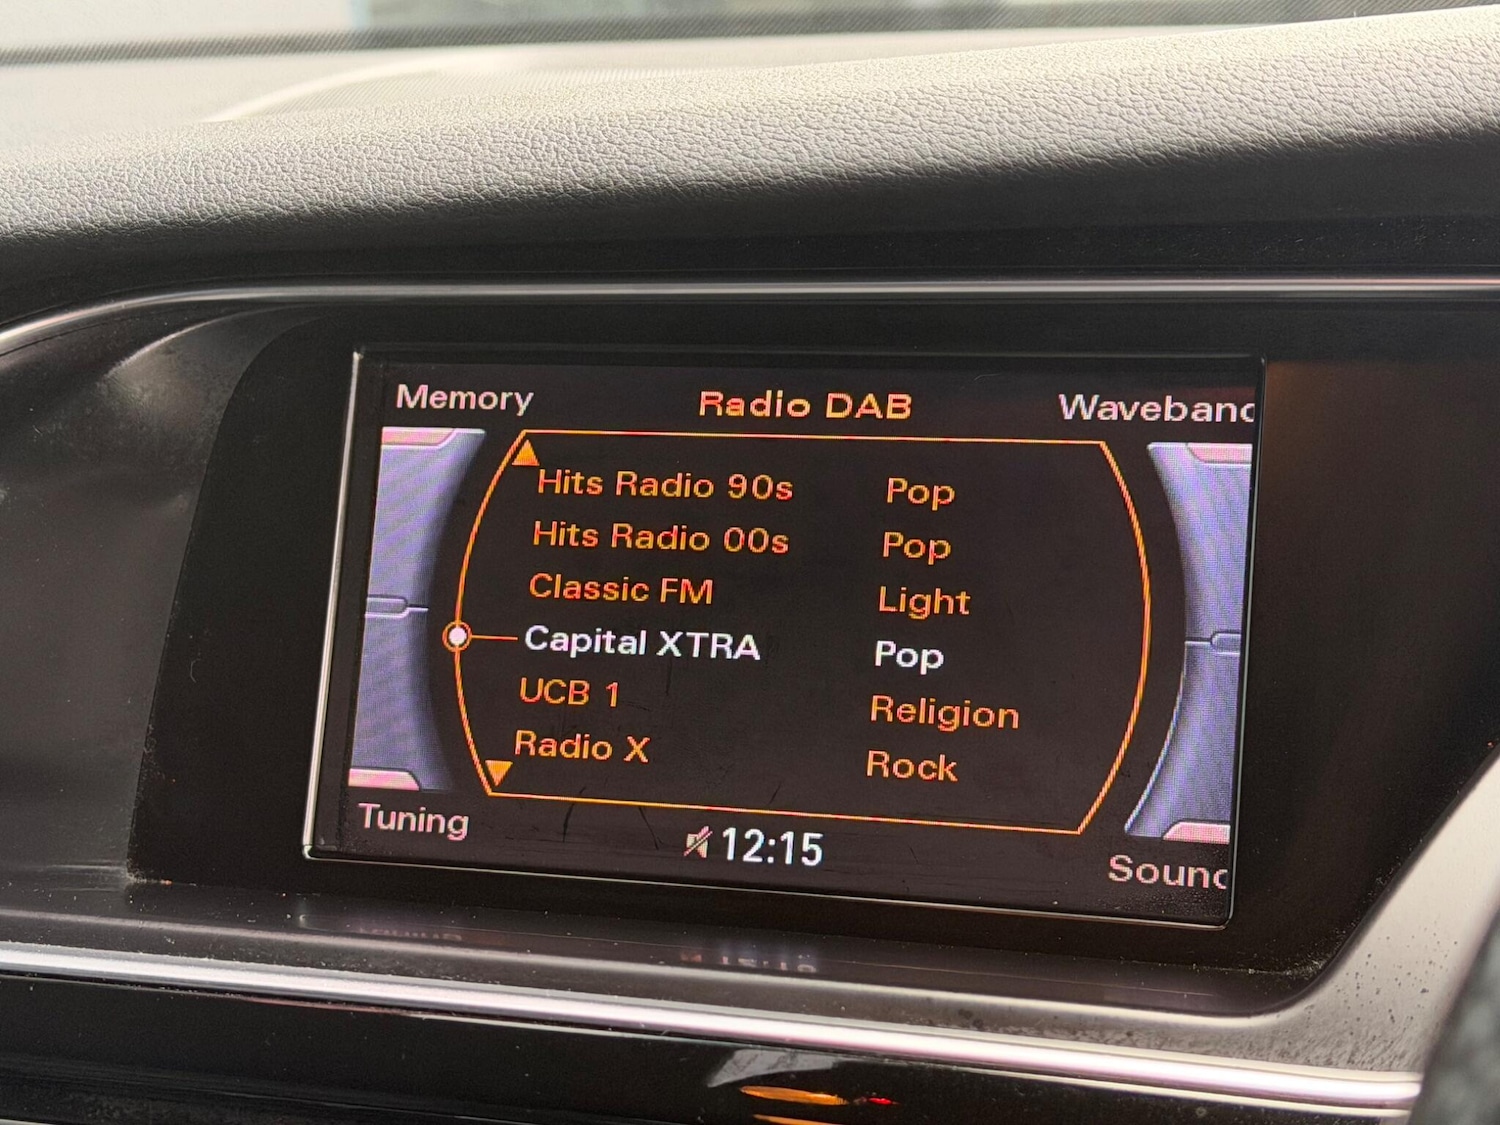 Memory Radio DAB Waveband
Hits Radio 90s Pop
Hits Radio 00s Pop
Classic FM Light
Capital XTRA Pop
UCB 1 Religion
Radio X Rock
Tuning 12:15 Sound